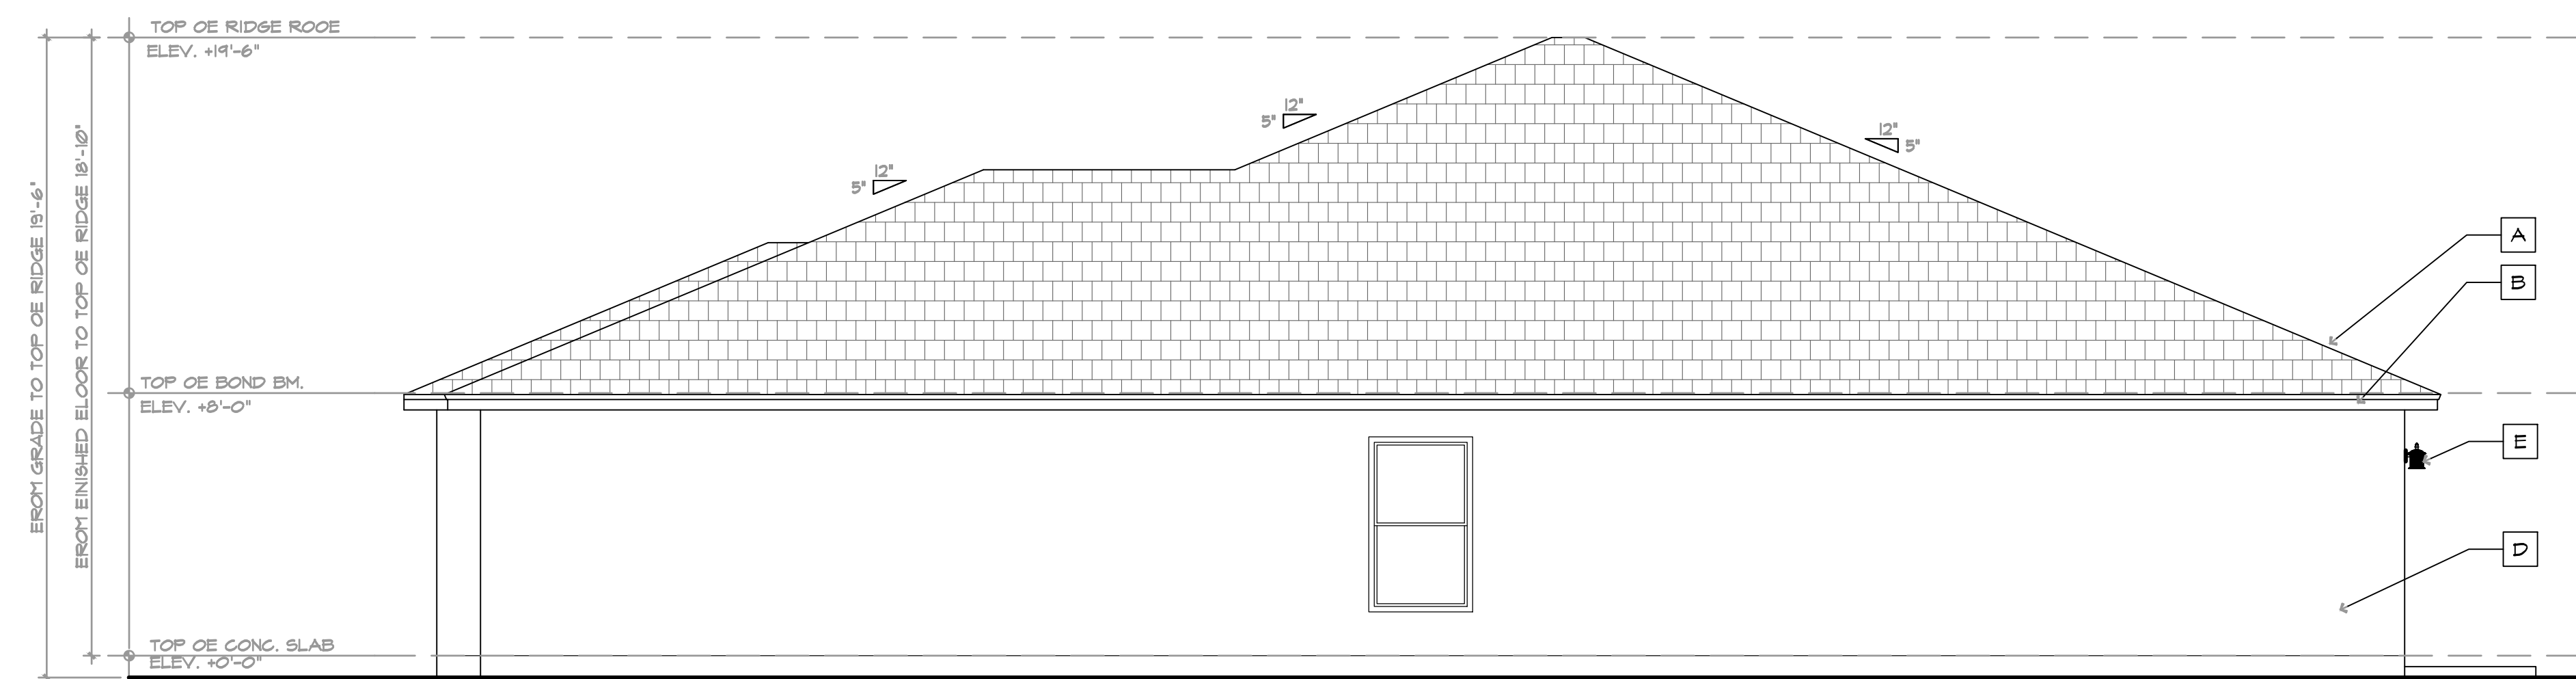 TOP OE RIDGE ROOE
ELEV. +19'-6"
12"
5"
12"
5"
12"
5"
EROM GRADE TO TOP OE RIDGE 19'-6"
EROM EINISHED ELOOR TO TOP OE RIDGE 18'-10"
A
B
TOP OE BOND BM.
ELEV. +8'-0"
E
D
TOP OE CONC. SLAB
ELEV. +0'-0"